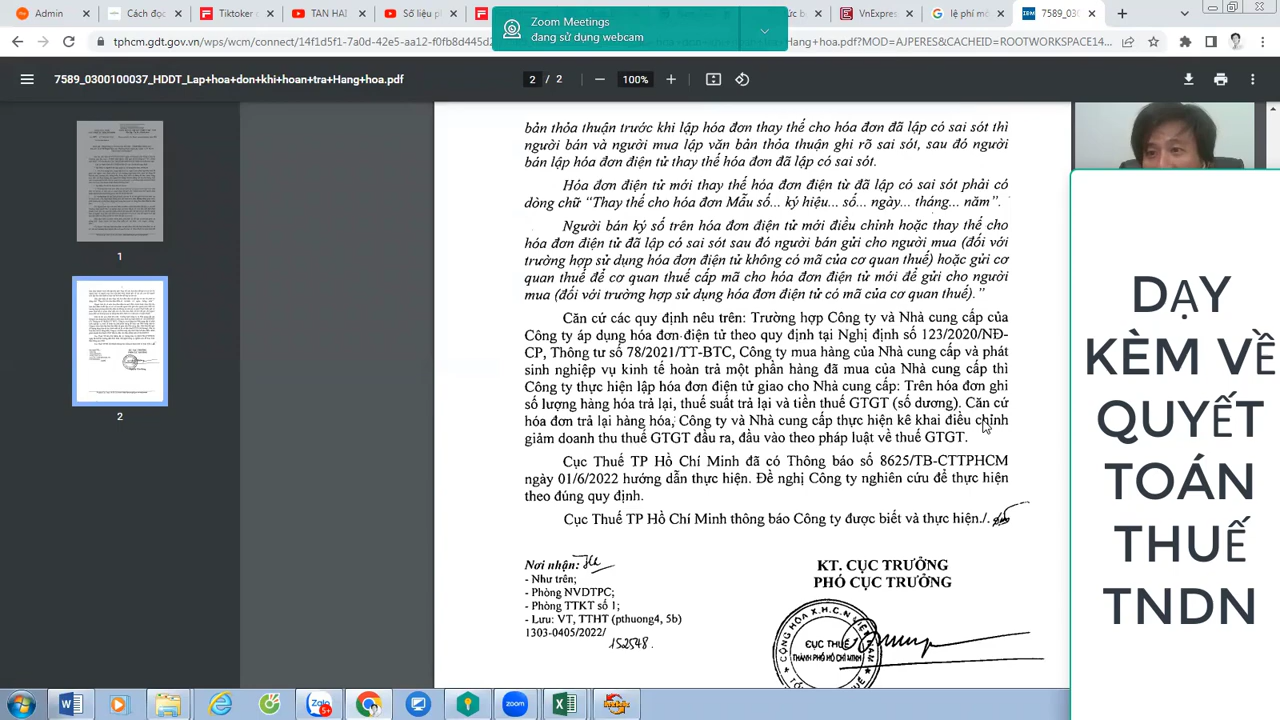 Admin
Cách đọc
Tiktoker
TAN HAI
Số liệu p
VnExpres
lệ phí mớ
7589_030
Zoom Meetings
đang sử dụng webcam
tphcm.gdt.gov.vn/wps/wcm/connect/14f1d5f1-7a0d-42e5-aa12-f0fb8d445d2
Hang+hoa.pdf?MOD=AJPERES&CACHEID=ROOTWORKSPACE14...
7589_0300100037_HDDT_Lap+hoa+don+khi+hoan+tra+Hang+hoa.pdf
2 / 2
100%
1
2
bán thỏa thuận trước khi lập hóa đơn thay thế cho hóa đơn đã lập có sai sót thì
người bán và người mua lập văn bản thỏa thuận ghi rõ sai sót, sau đó người
bán lập hóa đơn điện tử thay thế hóa đơn đã lập có sai sót.
Hóa đơn điện tử mới thay thế hóa đơn điện tử đã lập có sai sót phải có
dòng chữ “Thay thế cho hóa đơn Mẫu số... ký hiệu... số... ngày... tháng... năm”.
Người bán ký số trên hóa đơn điện tử mới điều chỉnh hoặc thay thế cho
hóa đơn điện tử đã lập có sai sót sau đó người bán gửi cho người mua (đối với
trường hợp sử dụng hóa đơn điện tử không có mã của cơ quan thuế) hoặc gửi cơ
quan thuế để cơ quan thuế cấp mã cho hóa đơn điện tử mới để gửi cho người
mua (đối với trường hợp sử dụng hóa đơn điện tử có mã của cơ quan thuế).”
Căn cứ các quy định nêu trên: Trường hợp Công ty và Nhà cung cấp của
Công ty áp dụng hóa đơn điện tử theo quy định tại Nghị định số 123/2020/NĐ-
CP, Thông tư số 78/2021/TT-BTC, Công ty mua hàng của Nhà cung cấp và phát
sinh nghiệp vụ kinh tế hoàn trả một phần hàng đã mua của Nhà cung cấp thì
Công ty thực hiện lập hóa đơn điện tử giao cho Nhà cung cấp: Trên hóa đơn ghi
số lượng hàng hóa trả lại, thuế suất trả lại và tiền thuế GTGT (số dương). Căn cứ
hóa đơn trả lại hàng hóa, Công ty và Nhà cung cấp thực hiện kê khai điều chỉnh
giảm doanh thu thuế GTGT đầu ra, đầu vào theo pháp luật về thuế GTGT.
Cục Thuế TP Hồ Chí Minh đã có Thông báo số 8625/TB-CTTPHCM
ngày 01/6/2022 hướng dẫn thực hiện. Đề nghị Công ty nghiên cứu để thực hiện
theo đúng quy định.
Cục Thuế TP Hồ Chí Minh thông báo Công ty được biết và thực hiện./.
Nơi nhận:
- Như trên;
- Phòng NVDTPC;
- Phòng TTKT số 1;
- Lưu: VT, TTHT (pthuong4, 5b)
1303-0405/2022/
152548.
KT. CỤC TRƯỞNG
PHÓ CỤC TRƯỞNG
CỘNG HÒA X.H.C.N VIỆT NAM
CỤC THUẾ
THÀNH PHỐ HỒ CHÍ MINH
DẠY
KÈM VỀ
QUYẾT
TOÁN
THUẾ
TNDN
Zalo
5+
zoom